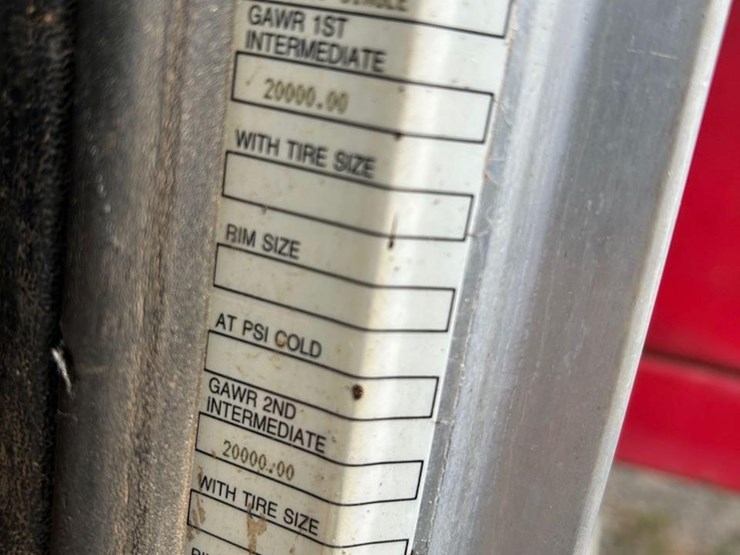 GAWR 1ST
INTERMEDIATE
20000.00
WITH TIRE SIZE
RIM SIZE
AT PSI COLD
GAWR 2ND
INTERMEDIATE
20000.00
WITH TIRE SIZE